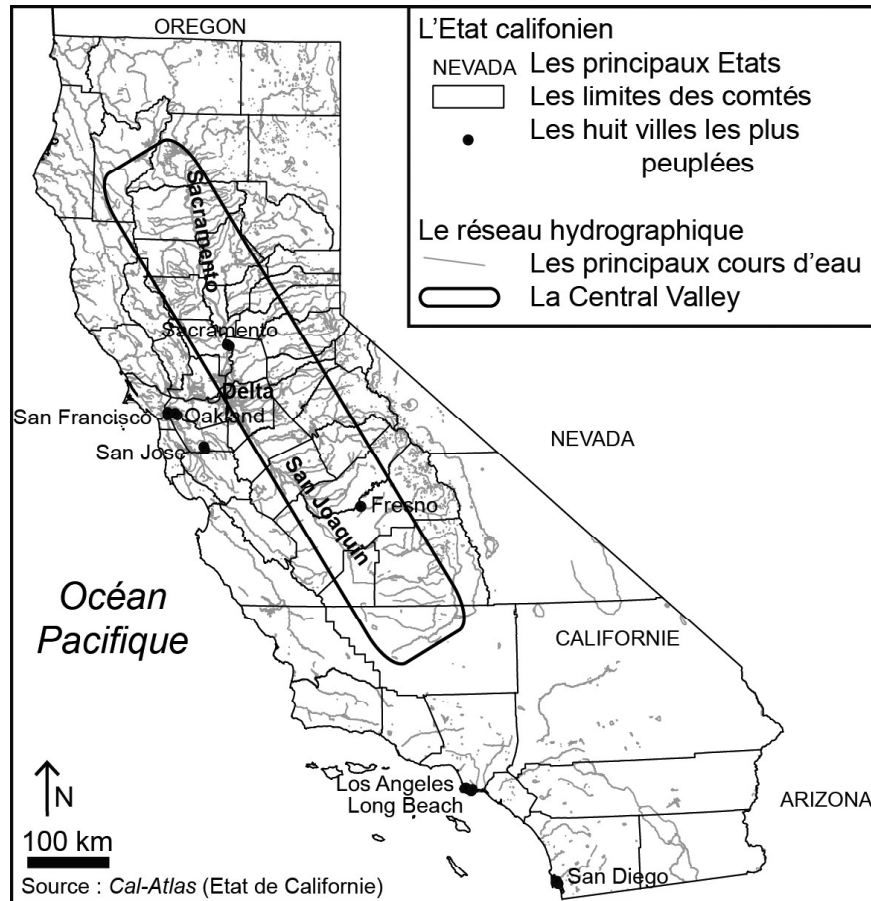 OREGON
L'Etat califonien
NEVADA Les principaux Etats
Les limites des comtés
Les huit villes les plus
peuplées
Le réseau hydrographique
Les principaux cours d'eau
La Central Valley
Sacramento
Sacramento
Delta
San Francisco
Oakland
San Jose
NEVADA
San Joaquin
Fresno
Océan
Pacifique
CALIFORNIE
Los Angeles
Long Beach
ARIZONA
N
100 km
San Diego
Source : Cal-Atlas (Etat de Californie)